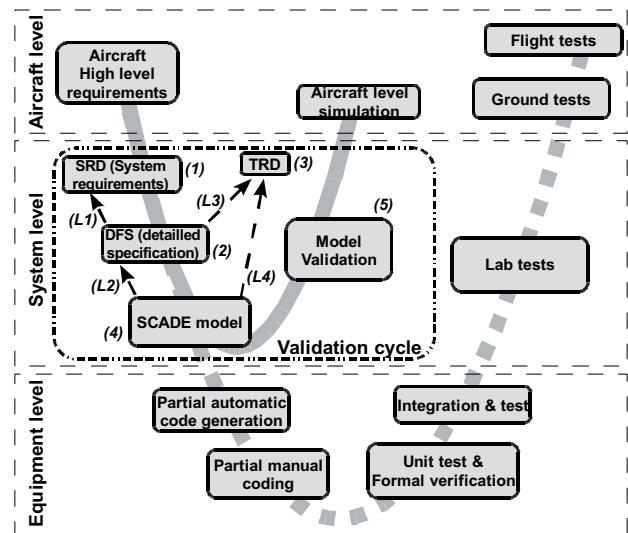 Aircraft level
Aircraft
High level
requirements
Aircraft level
simulation
Flight tests
Ground tests
System level
SRD (System
requirements)
(1)
TRD
(3)
(L1)
(L3)
DFS (detailled
specification)
(2)
(5)
Model
Validation
Lab tests
(L2)
(L4)
(4)
SCADE model
Validation cycle
Equipment level
Partial automatic
code generation
Integration & test
Partial manual
coding
Unit test &
Formal verification